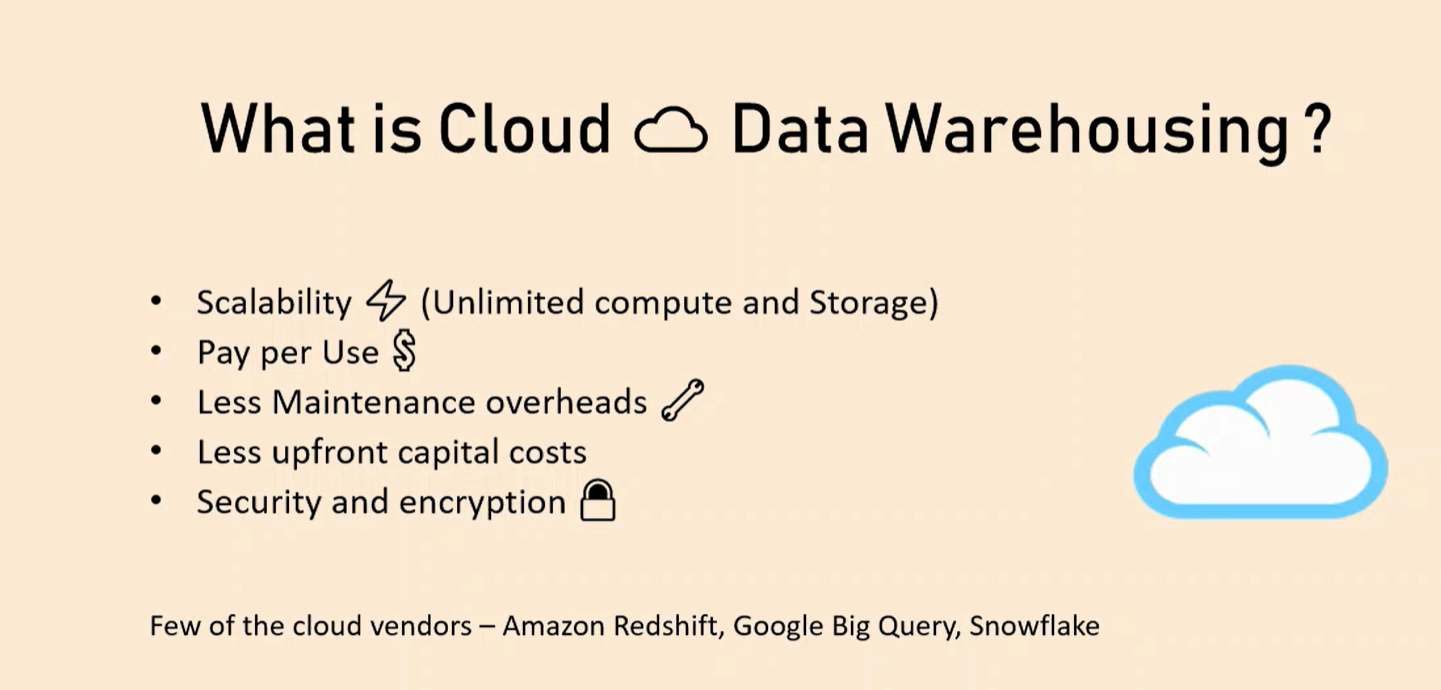 What is Cloud Data Warehousing ?
• Scalability (Unlimited compute and Storage)
• Pay per Use $
• Less Maintenance overheads
• Less upfront capital costs
• Security and encryption
Few of the cloud vendors – Amazon Redshift, Google Big Query, Snowflake